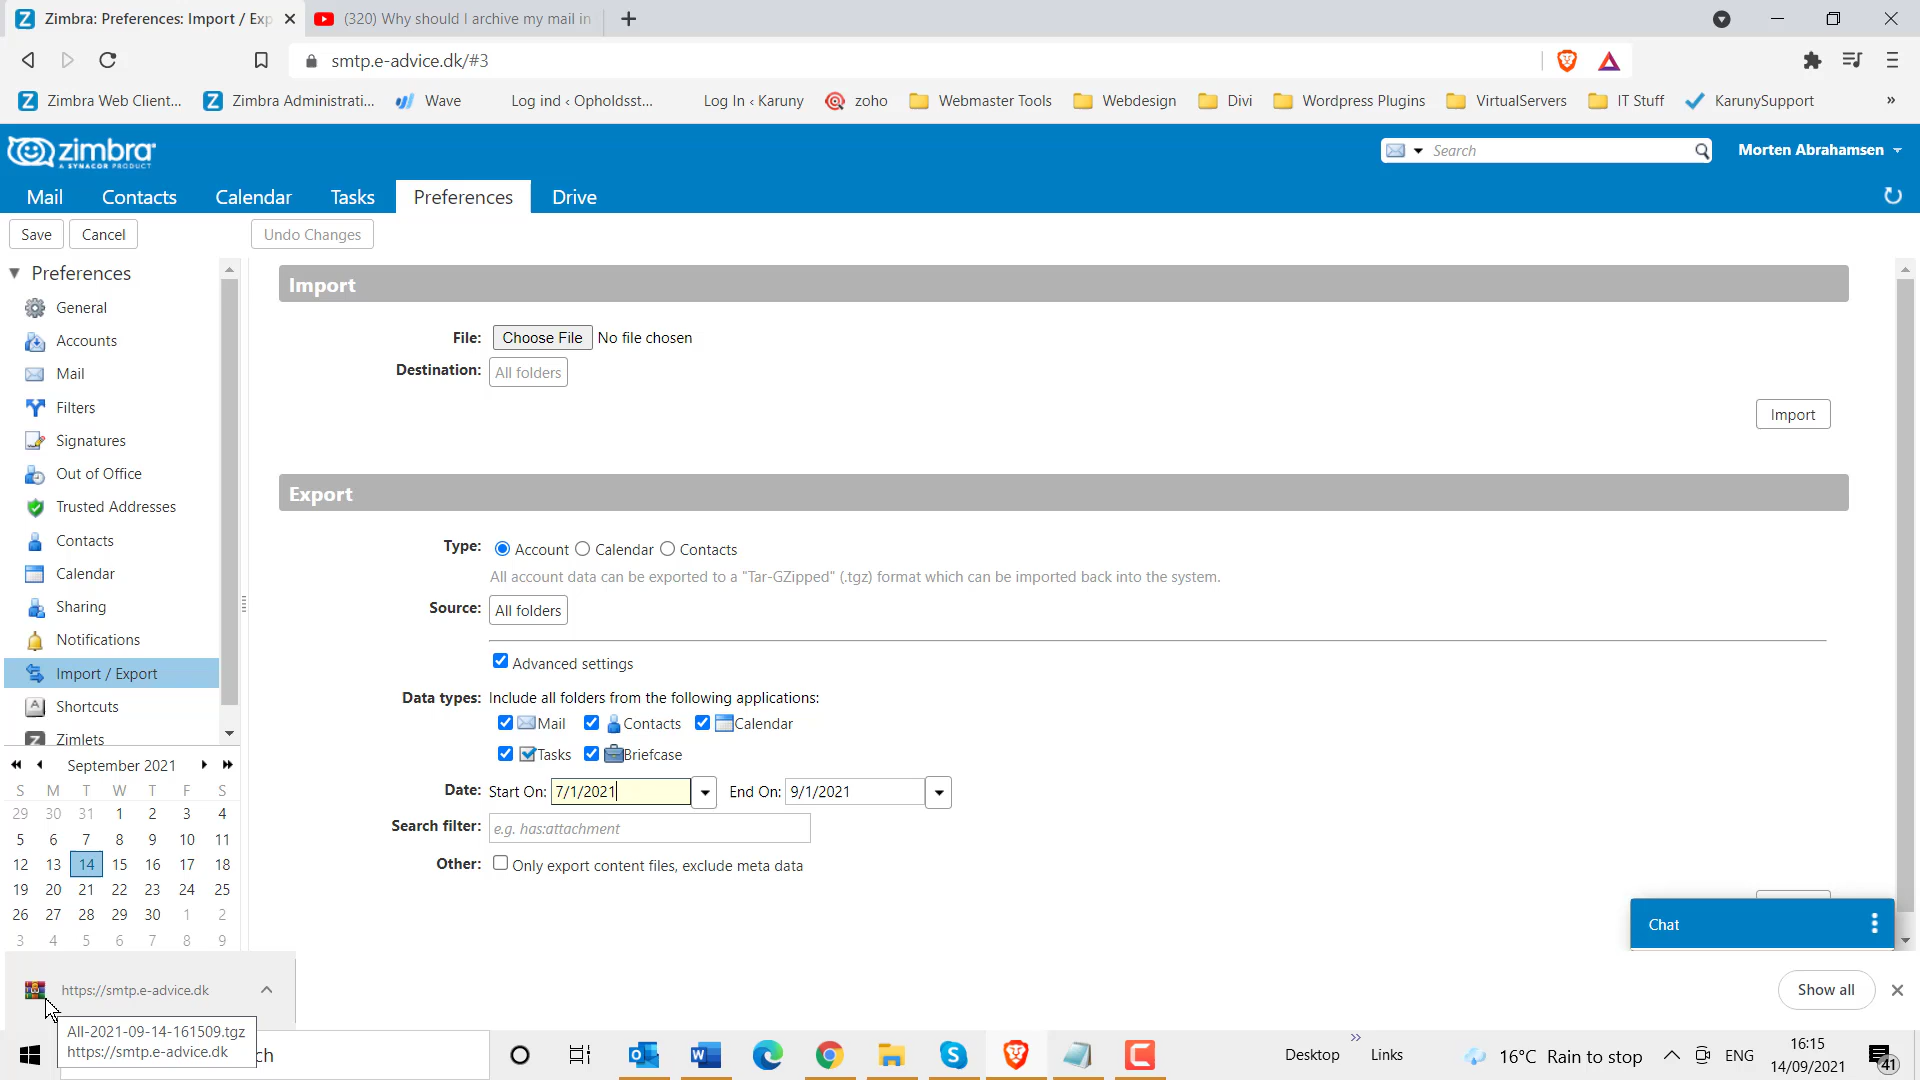 Zimbra: Preferences: Import / Exp
(320) Why should I archive my mail in
smtp.e-advice.dk/#3
Zimbra Web Client...
Zimbra Administrati...
Wave
Log ind ‹ Opholdsst...
Log In ‹ Karuny
zoho
Webmaster Tools
Webdesign
Divi
Wordpress Plugins
VirtualServers
IT Stuff
KarunySupport
»
zimbra
A SYNACOR PRODUCT
Search
Morten Abrahamsen
Mail Contacts Calendar Tasks Preferences Drive
Save Cancel Undo Changes
Preferences
General
Accounts
Mail
Filters
Signatures
Out of Office
Trusted Addresses
Contacts
Calendar
Sharing
Notifications
Import / Export
Shortcuts
Zimlets
September 2021
S M T W T F S
29 30 31 1 2 3 4
5 6 7 8 9 10 11
12 13 14 15 16 17 18
19 20 21 22 23 24 25
26 27 28 29 30 1 2
3 4 5 6 7 8 9
Import
File: Choose File No file chosen
Destination: All folders
Import
Export
Type: Account Calendar Contacts
All account data can be exported to a "Tar-GZipped" (.tgz) format which can be imported back into the system.
Source: All folders
Advanced settings
Data types: Include all folders from the following applications:
Mail Contacts Calendar
Tasks Briefcase
Date: Start On: 7/1/2021 End On: 9/1/2021
Search filter: e.g. has:attachment
Other: Only export content files, exclude meta data
Chat
https://smtp.e-advice.dk
Show all
All-2021-09-14-161509.tgz
https://smtp.e-advice.dk
ch
Desktop
»
Links
16°C Rain to stop
ENG
16:15
14/09/2021
41